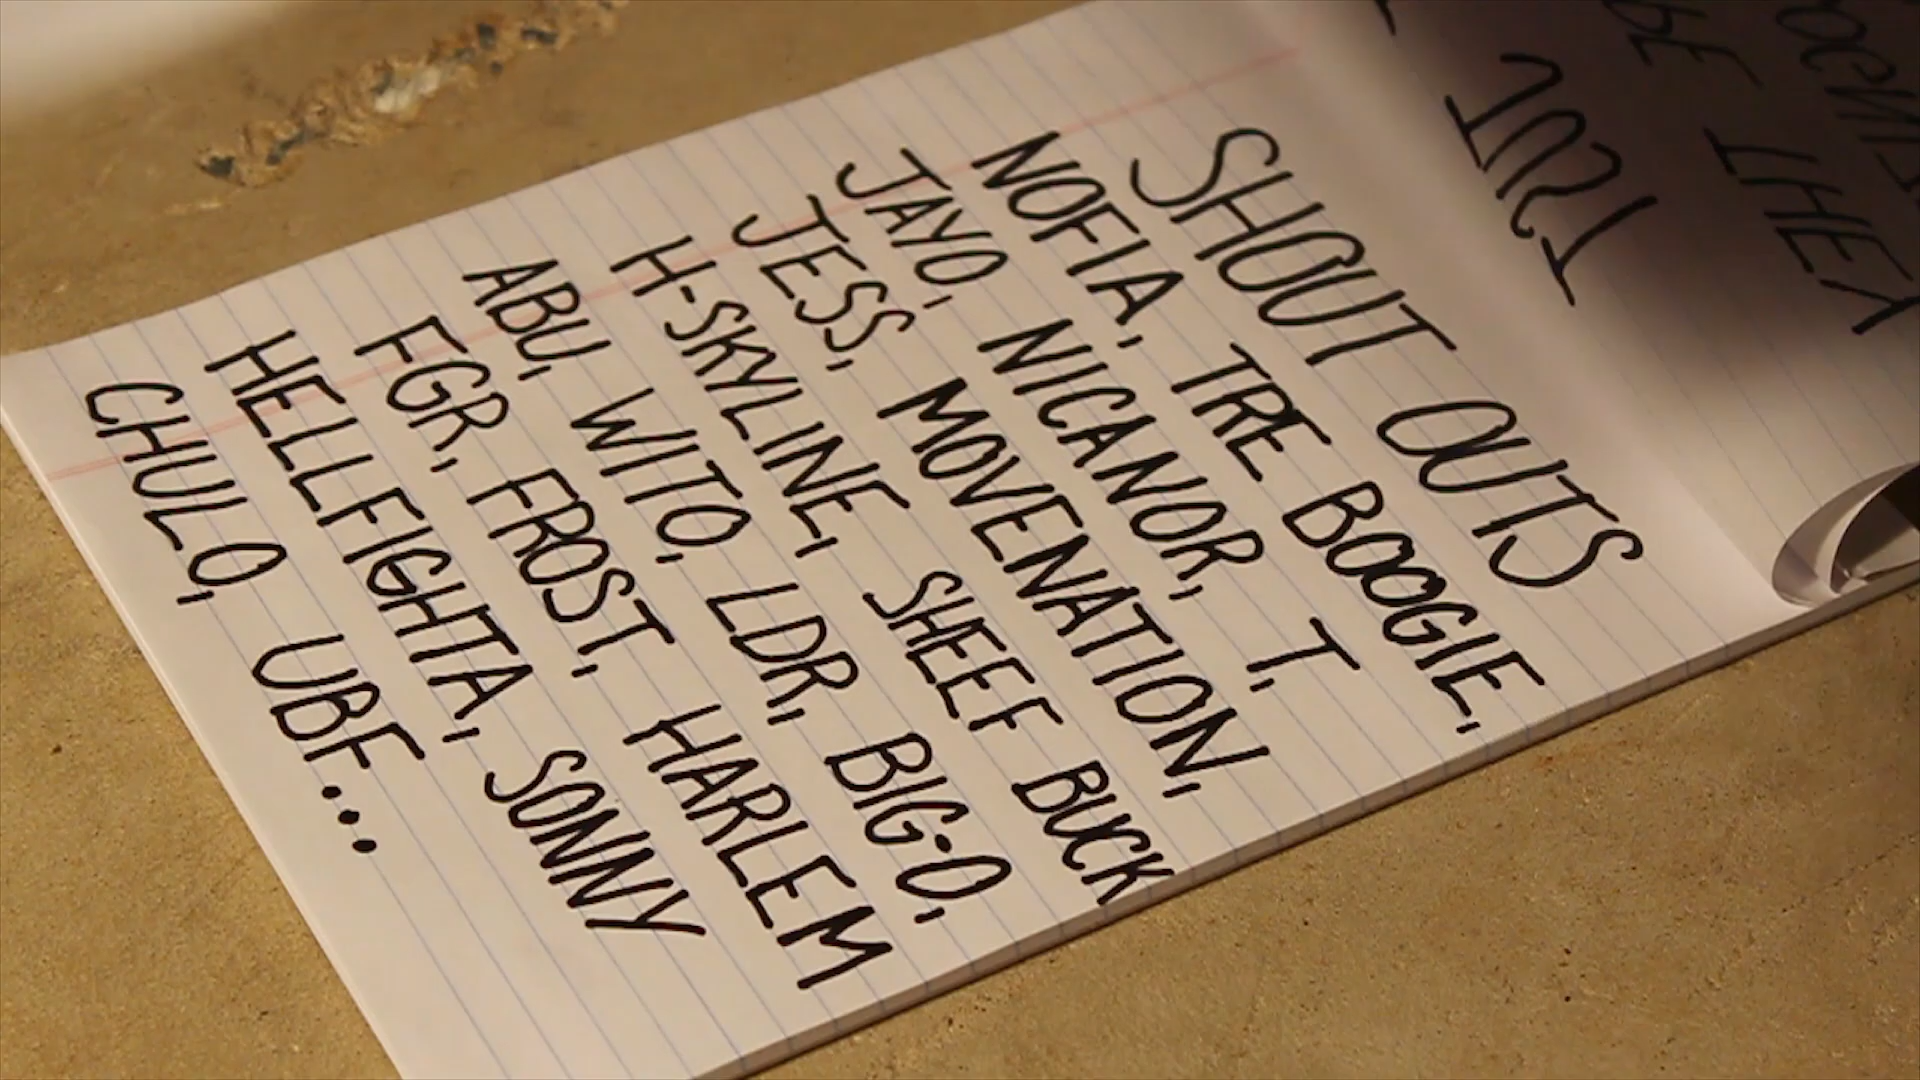 SHOUT OUTS
NOFIA, TRE BOOGIE,
JAYO, NICANOR, T,
JESS, MOVENATION,
H-SKYLINE, SHEEF BUCK
ABU, WITO, LDR, BIG-O,
FGR, FROST, HARLEM
HELLFIGHTA, SONNY
CHULO, UBF...